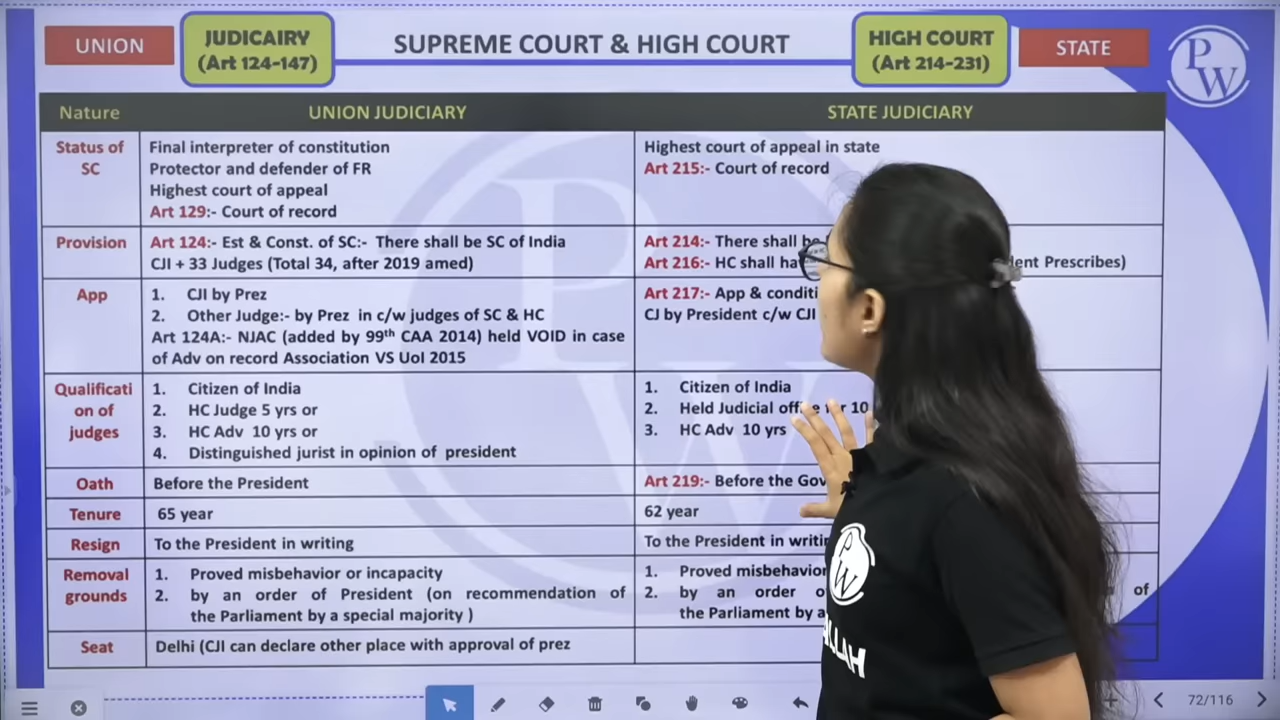 UNION
JUDICAIRY
(Art 124-147)
SUPREME COURT & HIGH COURT
HIGH COURT
(Art 214-231)
STATE
PW
Nature
UNION JUDICIARY
STATE JUDICIARY
Status of
SC
Final interpreter of constitution
Protector and defender of FR
Highest court of appeal
Art 129:- Court of record
Highest court of appeal in state
Art 215:- Court of record
Provision
Art 124:- Est & Const. of SC:- There shall be SC of India
CJI + 33 Judges (Total 34, after 2019 amed)
Art 214:- There shall be
Art 216:- HC shall ha ent Prescribes)
App
1. CJI by Prez
2. Other Judge:- by Prez in c/w judges of SC & HC
Art 124A:- NJAC (added by 99th CAA 2014) held VOID in case
of Adv on record Association VS UoI 2015
Art 217:- App & conditi
CJ by President c/w CJI
Qualificati
on of
judges
1. Citizen of India
2. HC Judge 5 yrs or
3. HC Adv 10 yrs or
4. Distinguished jurist in opinion of president
1. Citizen of India
2. Held Judicial office for 10
3. HC Adv 10 yrs
Oath
Before the President
Art 219:- Before the Gov
Tenure
65 year
62 year
Resign
To the President in writing
To the President in writi
Removal
grounds
1. Proved misbehavior or incapacity
2. by an order of President (on recommendation of
the Parliament by a special majority )
1. Proved misbehavior
2. by an order o of
the Parliament by a
Seat
Delhi (CJI can declare other place with approval of prez
PW
LLAH
72/116